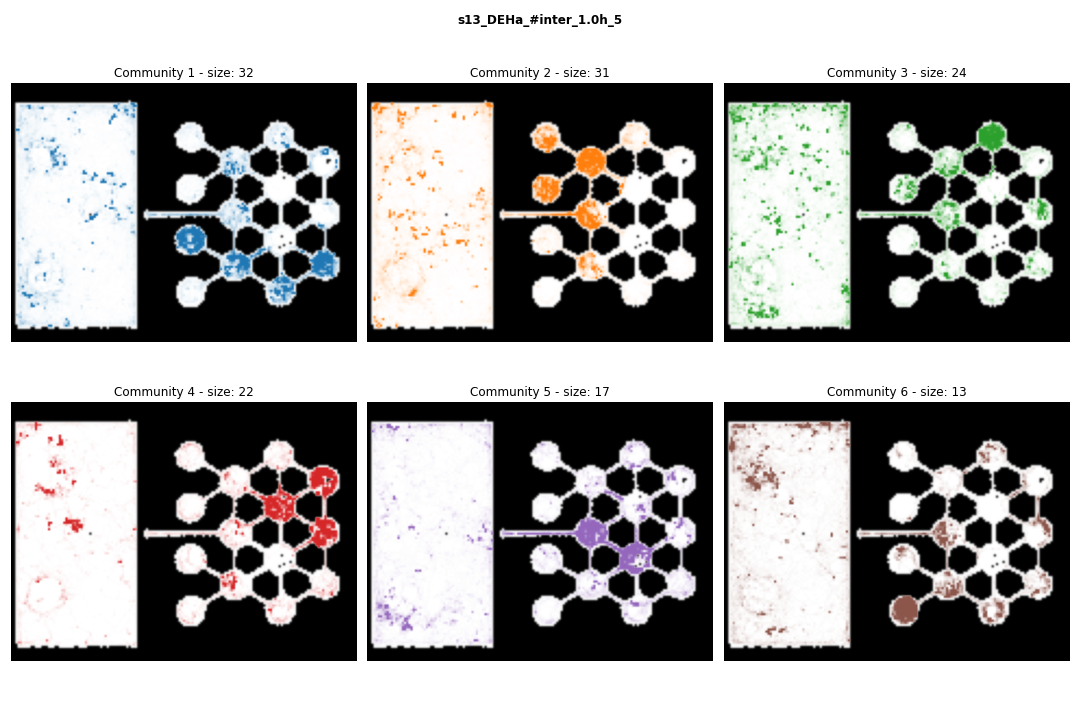 s13_DEHa_#inter_1.0h_5
Community 1 - size: 32
Community 2 - size: 31
Community 3 - size: 24
Community 4 - size: 22
Community 5 - size: 17
Community 6 - size: 13